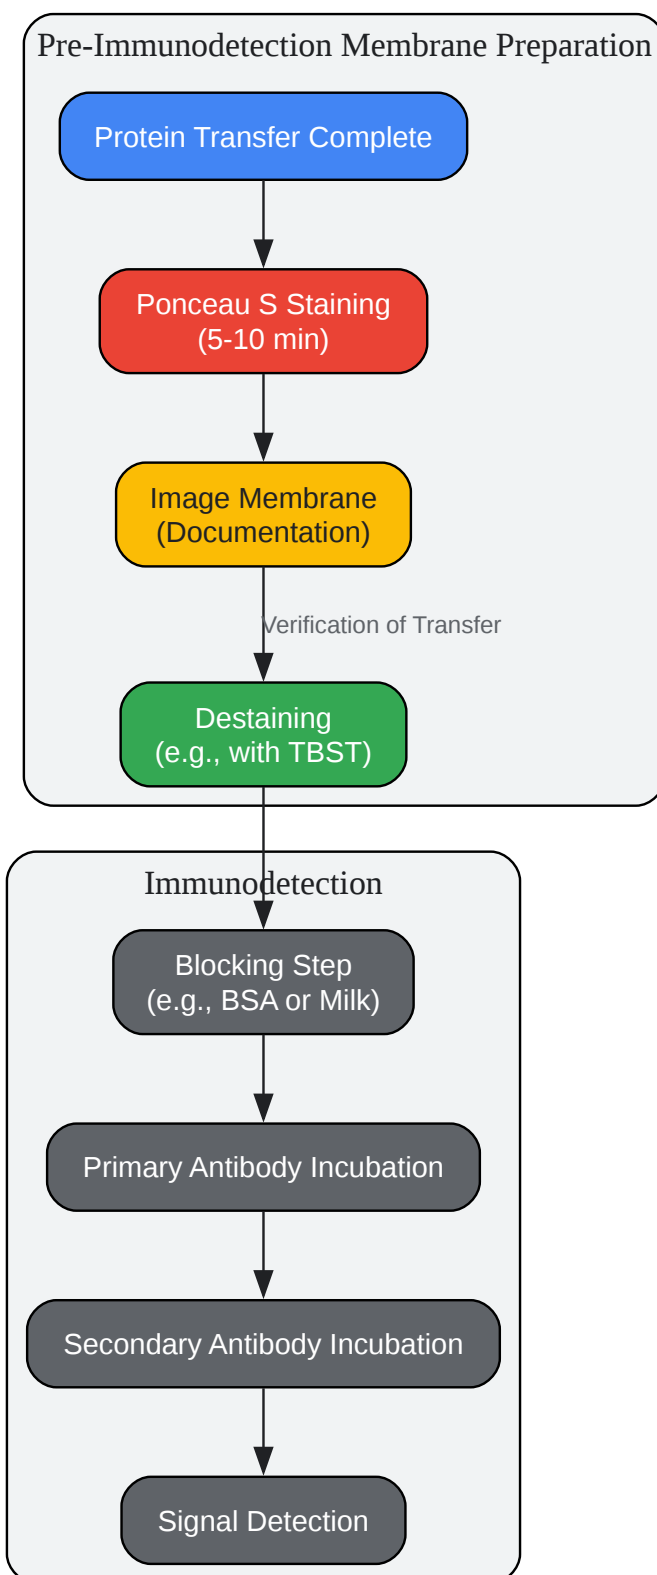 Pre-Immunodetection Membrane Preparation
Protein Transfer Complete
Ponceau S Staining
(5-10 min)
Image Membrane
(Documentation)
Verification of Transfer
Destaining
(e.g., with TBST)
Immunodetection
Blocking Step
(e.g., BSA or Milk)
Primary Antibody Incubation
Secondary Antibody Incubation
Signal Detection